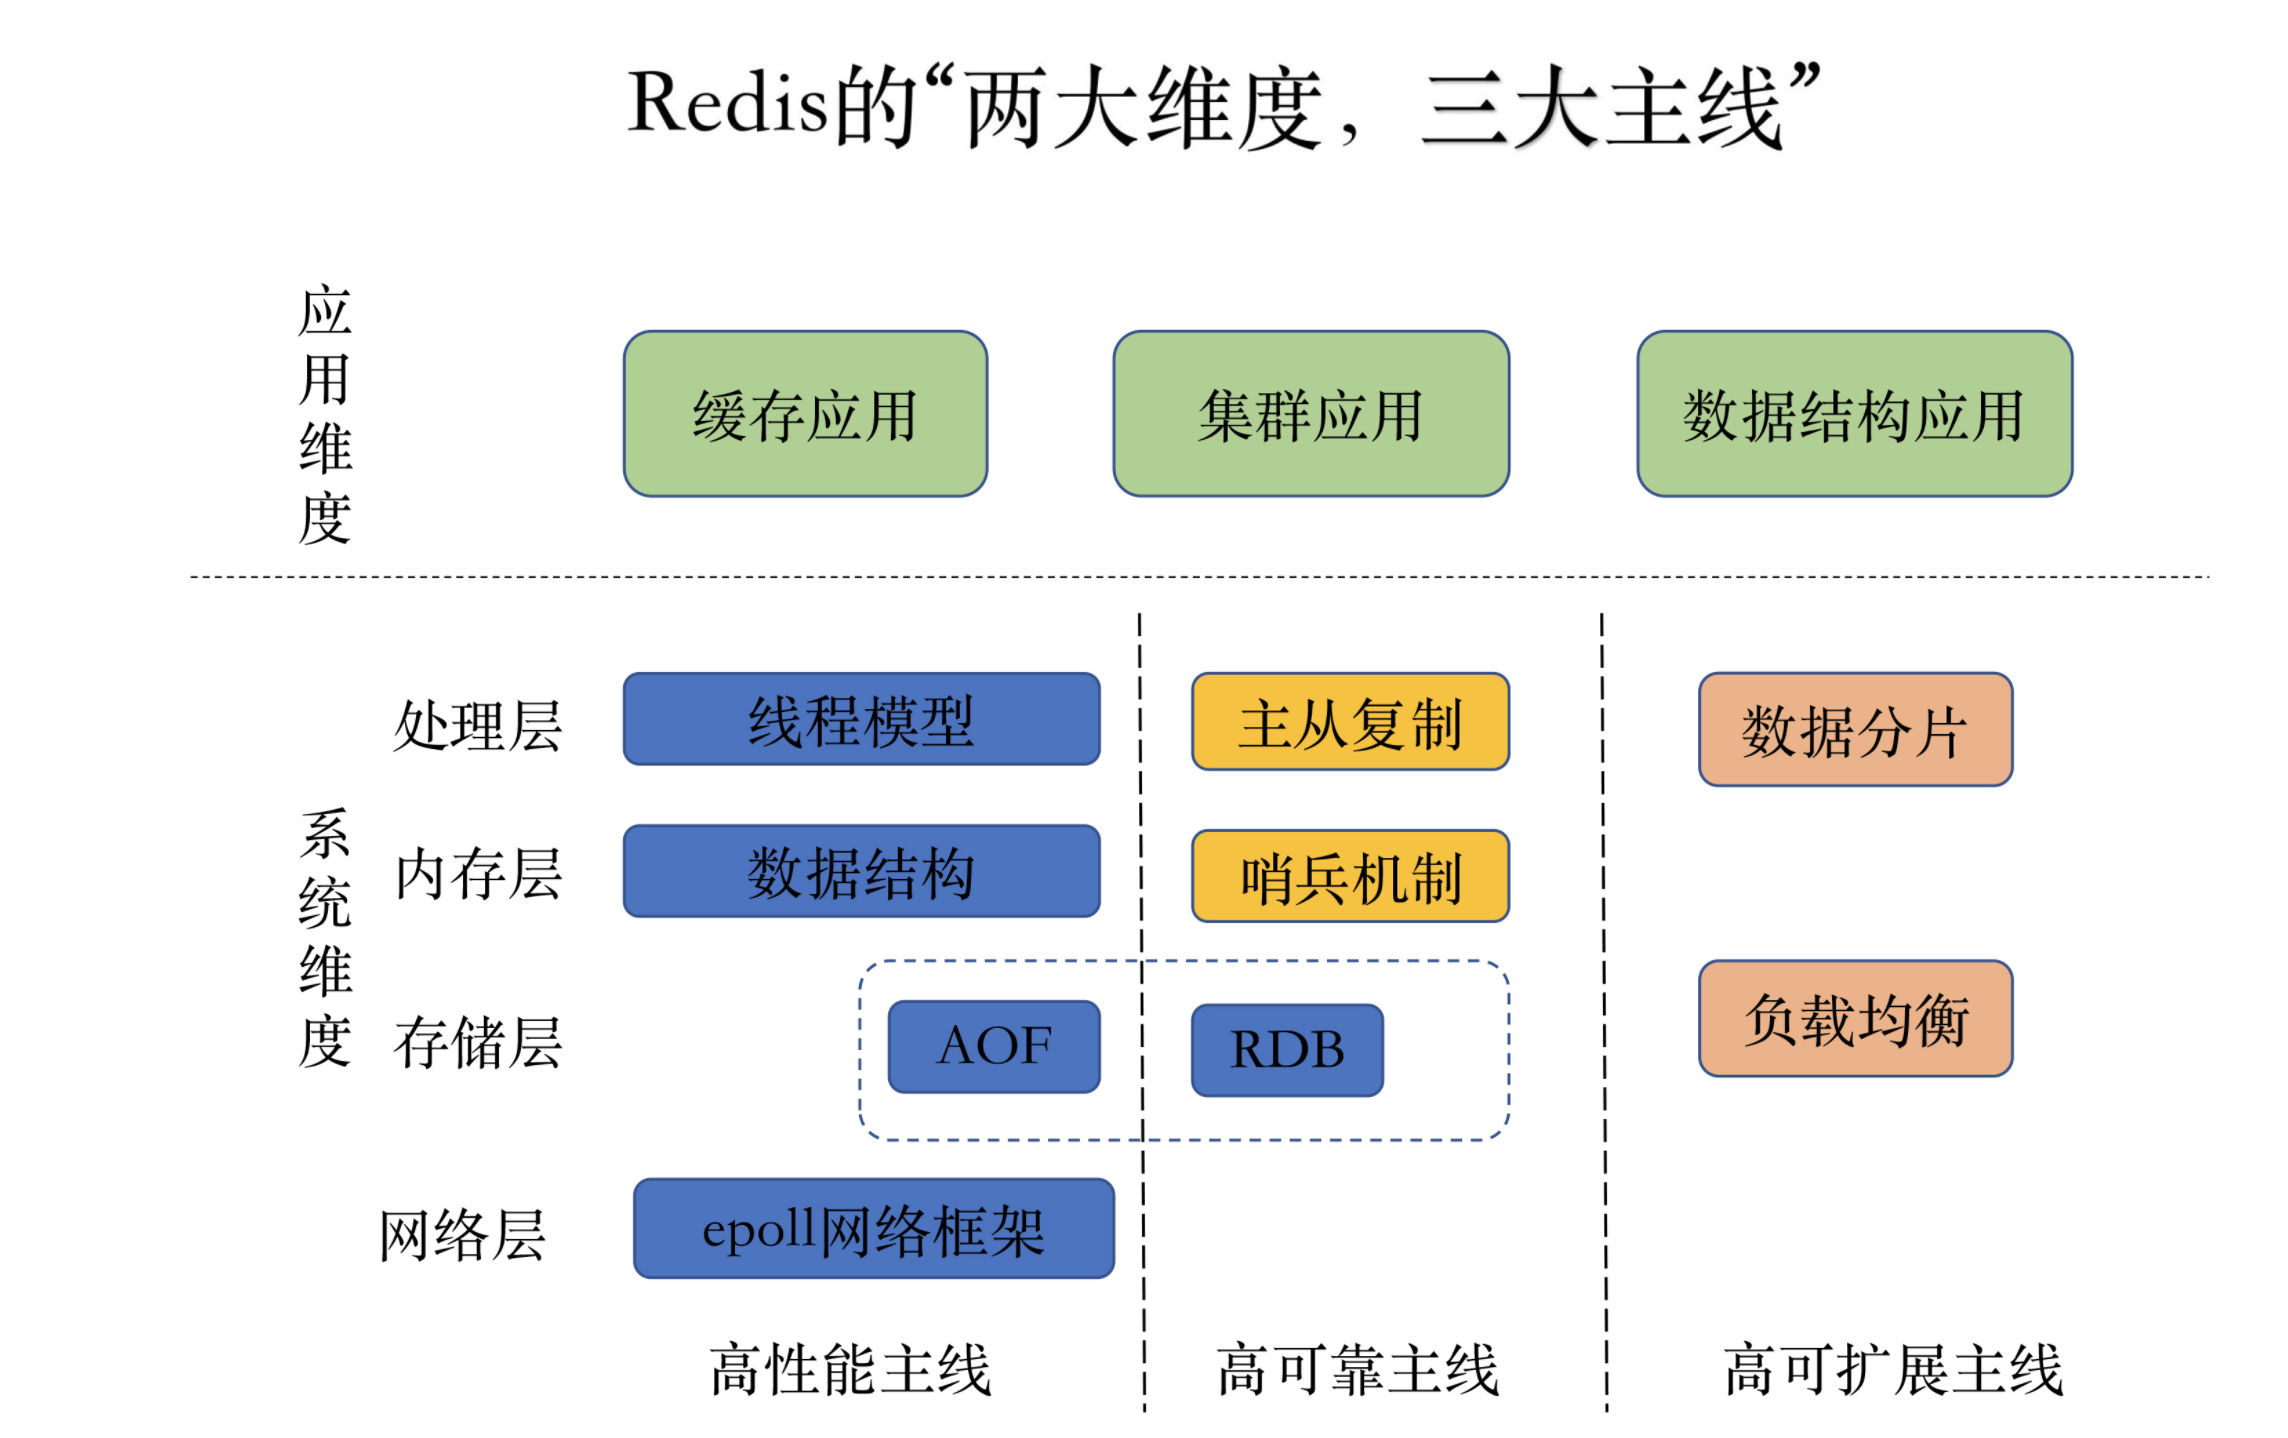 Redis的“两大维度，三大主线”
应用维度
缓存应用
集群应用
数据结构应用
系统维度
处理层
线程模型
主从复制
数据分片
内存层
数据结构
哨兵机制
存储层
AOF
RDB
负载均衡
网络层
epoll网络框架
高性能主线
高可靠主线
高可扩展主线